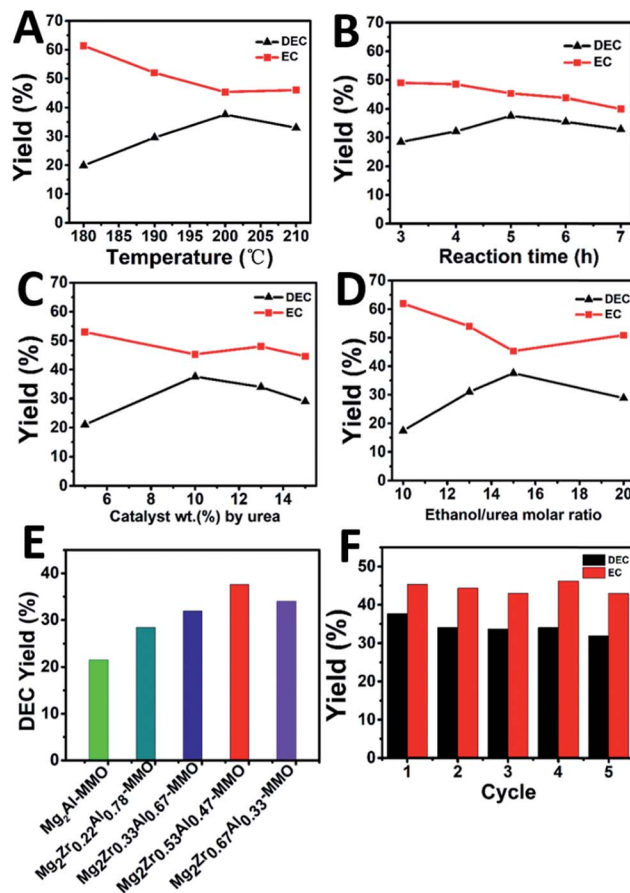 A
70
60
50
40
30
20
10
0
Yield (%)
DEC
EC
180 185 190 195 200 205 210
Temperature (℃)
B
70
60
50
40
30
20
10
0
Yield (%)
DEC
EC
3 4 5 6 7
Reaction time (h)
C
70
60
50
40
30
20
10
0
Yield (%)
DEC
EC
6 8 10 12 14
Catalyst wt.(%) by urea
D
70
60
50
40
30
20
10
0
Yield (%)
DEC
EC
10 12 14 16 18 20
Ethanol/urea molar ratio
E
40
30
20
10
0
DEC Yield (%)
Mg2Al-MMO
Mg2Zr0.22Al0.78-MMO
Mg2Zr0.33Al0.67-MMO
Mg2Zr0.53Al0.47-MMO
Mg2Zr0.67Al0.33-MMO
F
50
40
30
20
10
0
Yield (%)
DEC
EC
1 2 3 4 5
Cycle